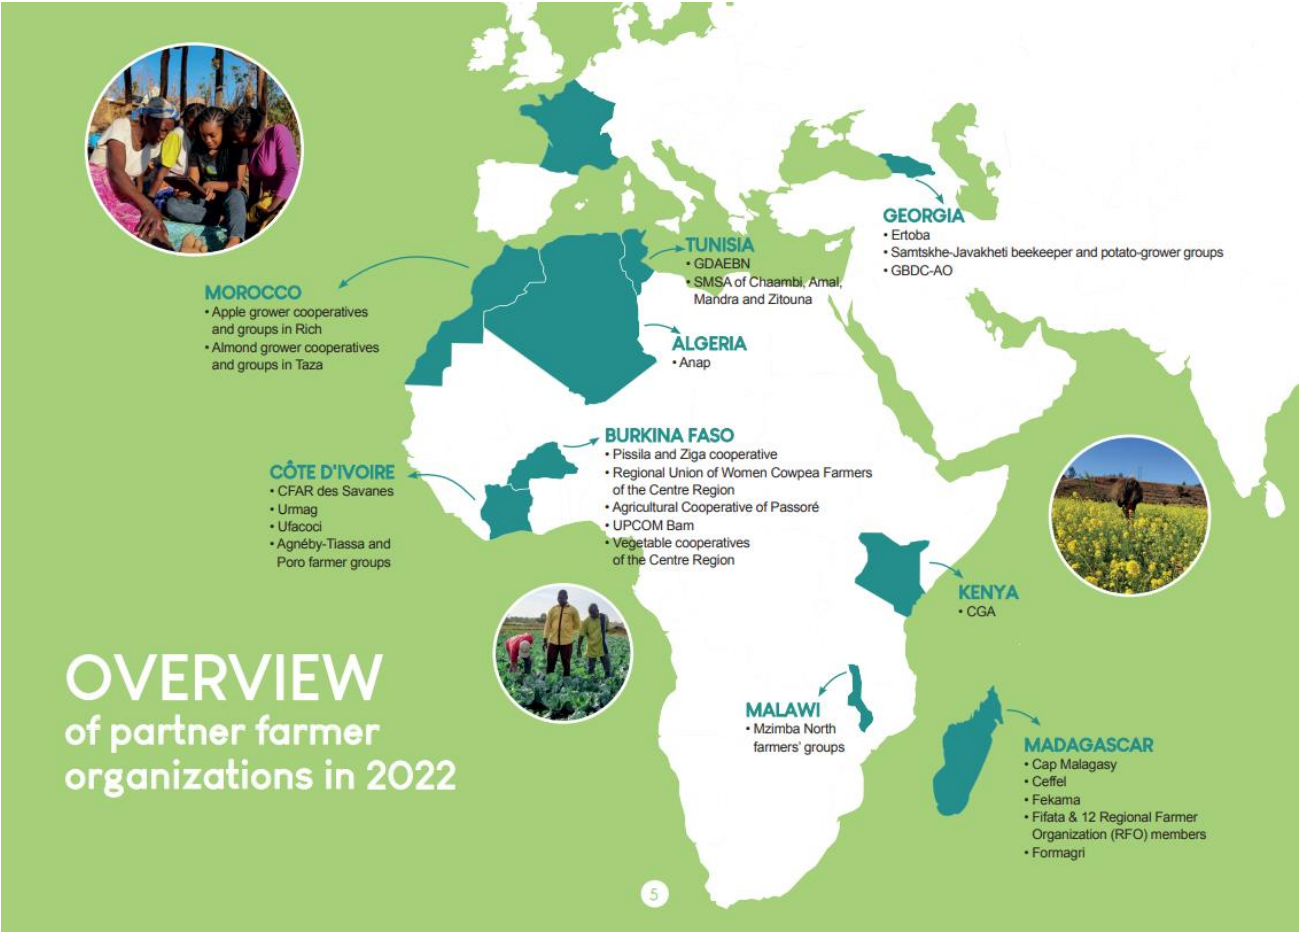 MOROCCO
• Apple grower cooperatives
and groups in Rich
• Almond grower cooperatives
and groups in Taza
TUNISIA
• GDAEBN
• SMSA of Chaambi, Amal,
Mandra and Zitouna
GEORGIA
• Ertoba
• Samtskhe-Javakheti beekeeper and potato-grower groups
• GBDC-AO
ALGERIA
• Anap
CÔTE D'IVOIRE
• CFAR des Savanes
• Urmag
• Ufacoci
• Agnéby-Tiassa and
Poro farmer groups
BURKINA FASO
• Pissila and Ziga cooperative
• Regional Union of Women Cowpea Farmers
of the Centre Region
• Agricultural Cooperative of Passoré
• UPCOM Bam
• Vegetable cooperatives
of the Centre Region
KENYA
• CGA
MALAWI
• Mzimba North
farmers' groups
MADAGASCAR
• Cap Malagasy
• Ceffel
• Fekama
• Fifata & 12 Regional Farmer
Organization (RFO) members
• Formagri
OVERVIEW
of partner farmer
organizations in 2022
5